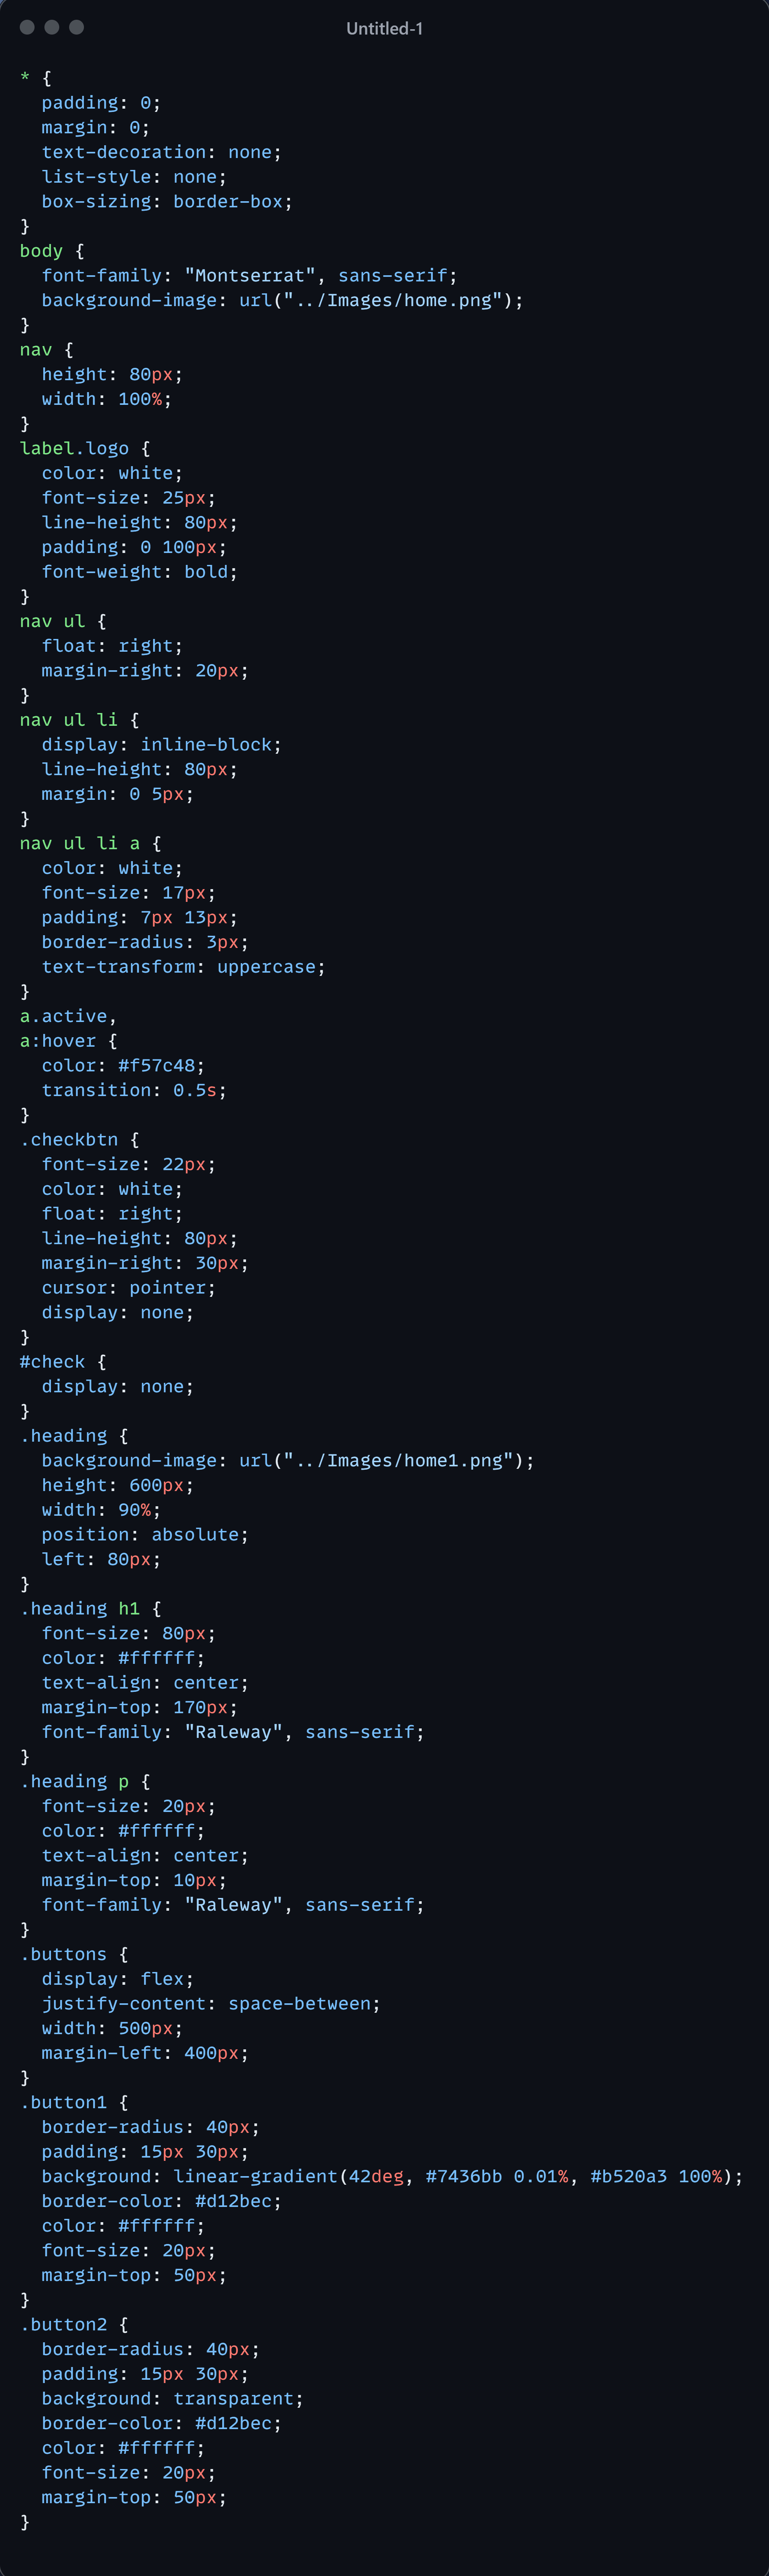 Untitled-1
* {
  padding: 0;
  margin: 0;
  text-decoration: none;
  list-style: none;
  box-sizing: border-box;
}
body {
  font-family: "Montserrat", sans-serif;
  background-image: url("../Images/home.png");
}
nav {
  height: 80px;
  width: 100%;
}
label.logo {
  color: white;
  font-size: 25px;
  line-height: 80px;
  padding: 0 100px;
  font-weight: bold;
}
nav ul {
  float: right;
  margin-right: 20px;
}
nav ul li {
  display: inline-block;
  line-height: 80px;
  margin: 0 5px;
}
nav ul li a {
  color: white;
  font-size: 17px;
  padding: 7px 13px;
  border-radius: 3px;
  text-transform: uppercase;
}
a.active,
a:hover {
  color: #f57c48;
  transition: 0.5s;
}
.checkbtn {
  font-size: 22px;
  color: white;
  float: right;
  line-height: 80px;
  margin-right: 30px;
  cursor: pointer;
  display: none;
}
#check {
  display: none;
}
.heading {
  background-image: url("../Images/home1.png");
  height: 600px;
  width: 90%;
  position: absolute;
  left: 80px;
}
.heading h1 {
  font-size: 80px;
  color: #ffffff;
  text-align: center;
  margin-top: 170px;
  font-family: "Raleway", sans-serif;
}
.heading p {
  font-size: 20px;
  color: #ffffff;
  text-align: center;
  margin-top: 10px;
  font-family: "Raleway", sans-serif;
}
.buttons {
  display: flex;
  justify-content: space-between;
  width: 500px;
  margin-left: 400px;
}
.button1 {
  border-radius: 40px;
  padding: 15px 30px;
  background: linear-gradient(42deg, #7436bb 0.01%, #b520a3 100%);
  border-color: #d12bec;
  color: #ffffff;
  font-size: 20px;
  margin-top: 50px;
}
.button2 {
  border-radius: 40px;
  padding: 15px 30px;
  background: transparent;
  border-color: #d12bec;
  color: #ffffff;
  font-size: 20px;
  margin-top: 50px;
}